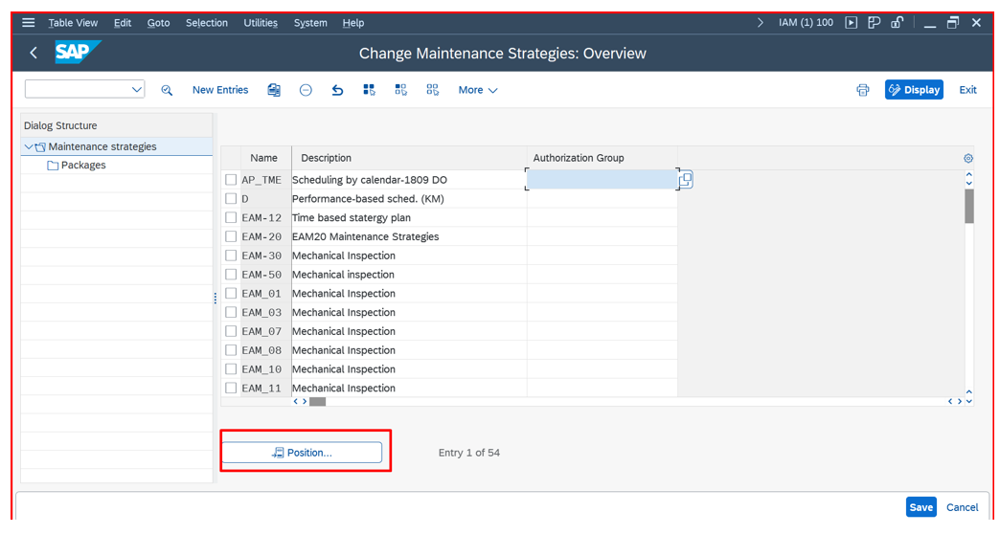 Table View Edit Goto Selection Utilities System Help IAM (1) 100
SAP Change Maintenance Strategies: Overview
New Entries More Display Exit
Dialog Structure
Maintenance strategies
Packages
Name Description Authorization Group
AP_TME Scheduling by calendar-1809 DO
D Performance-based sched. (KM)
EAM-12 Time based statergy plan
EAM-20 EAM20 Maintenance Strategies
EAM-30 Mechanical Inspection
EAM-50 Mechanical inspection
EAM_01 Mechanical Inspection
EAM_03 Mechanical Inspection
EAM_07 Mechanical Inspection
EAM_08 Mechanical Inspection
EAM_10 Mechanical Inspection
EAM_11 Mechanical Inspection
Position... Entry 1 of 54
Save Cancel